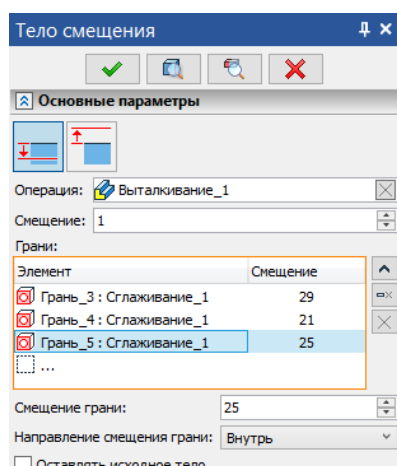 Тело смещения
Основные параметры
Операция: Выталкивание_1
Смещение: 1
Грани:
Элемент Смещение
Грань_3 : Сглаживание_1 29
Грань_4 : Сглаживание_1 21
Грань_5 : Сглаживание_1 25
...
Смещение грани: 25
Направление смещения грани: Внутрь
Оставлять исходное тело